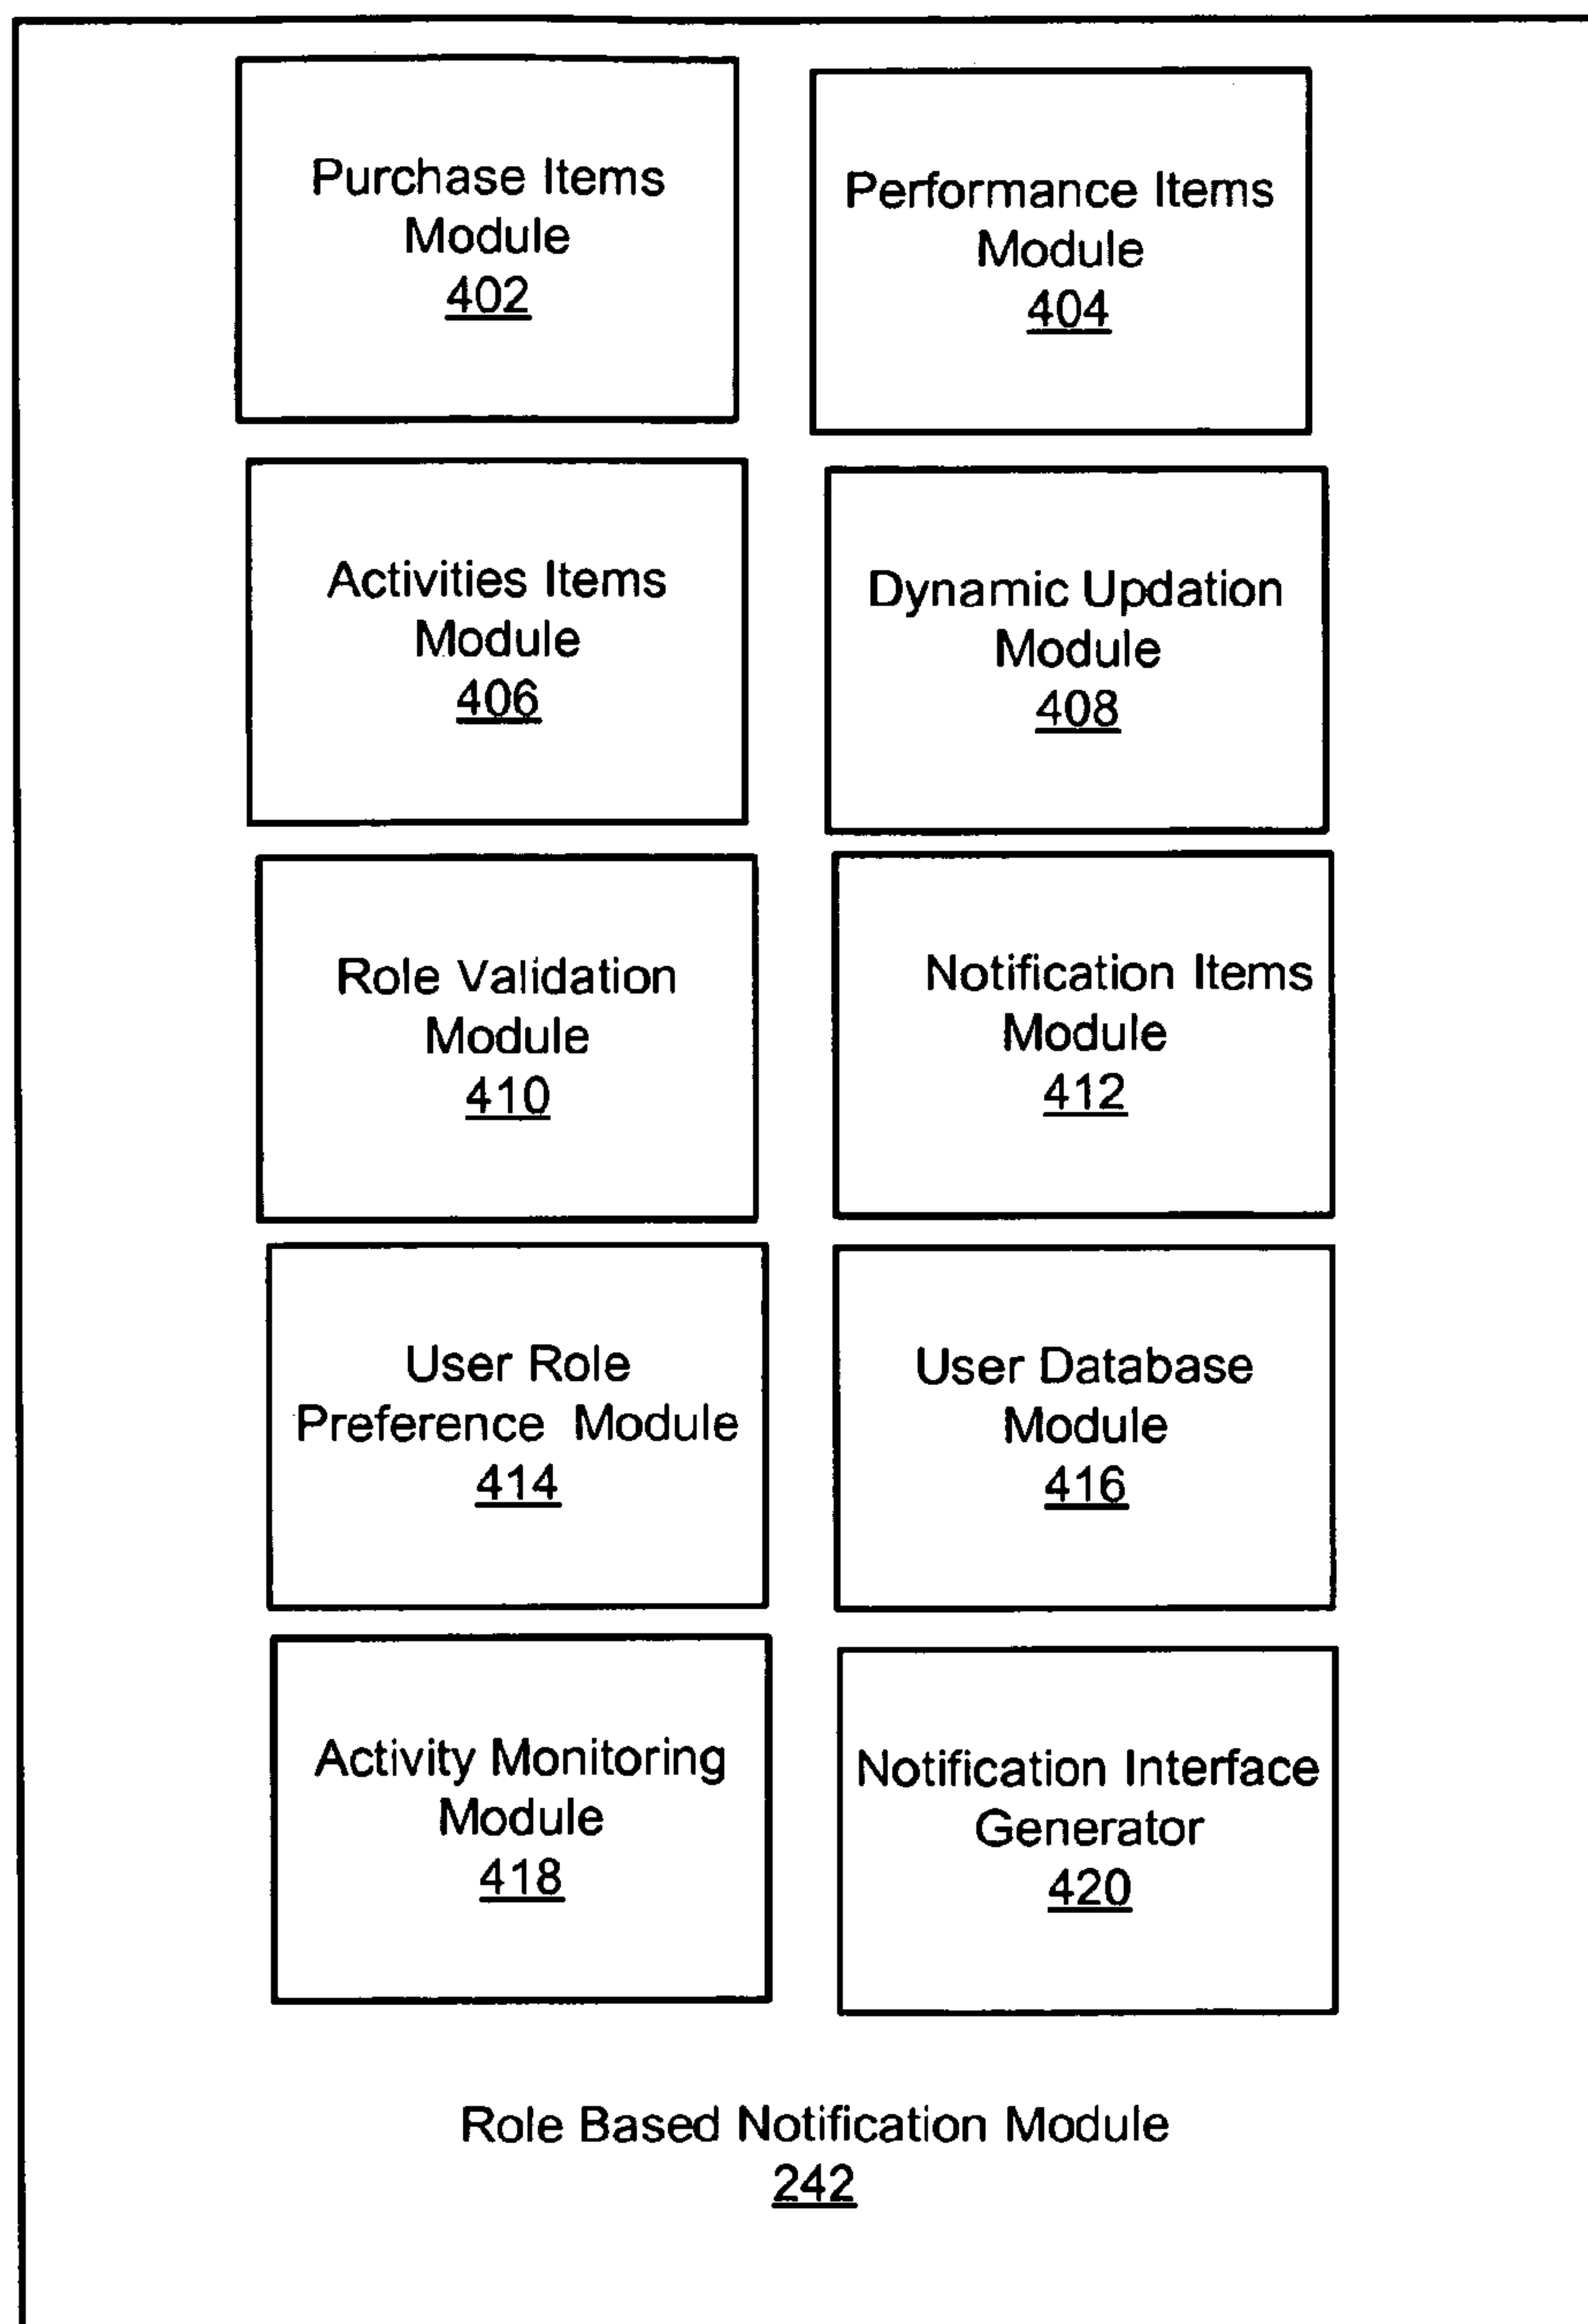 Purchase Items
Module
402
Performance Items
Module
404
Activities Items
Module
406
Dynamic Updation
Module
408
Role Validation
Module
410
Notification Items
Module
412
User Role
Preference Module
414
User Database
Module
416
Activity Monitoring
Module
418
Notification Interface
Generator
420
Role Based Notification Module
242